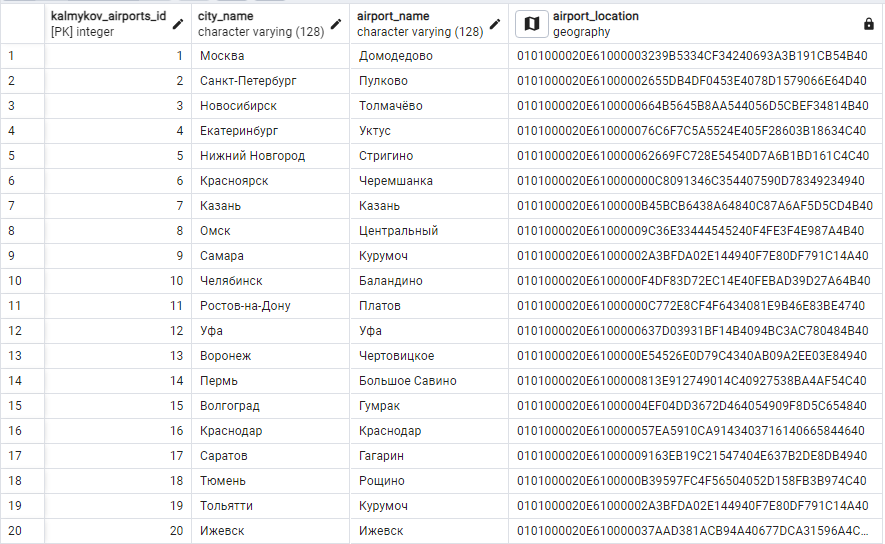 kalmykov_airports_id city_name airport_name airport_location
[PK] integer character varying (128) character varying (128) geography
1 1 Москва Домодедово 0101000020E61000003239B5334CF34240693A3B191CB54B40
2 2 Санкт-Петербург Пулково 0101000020E61000002655DB4DF0453E4078D1579066E64D40
3 3 Новосибирск Толмачёво 0101000020E6100000664B5645B8AA544056D5CBEF34814B40
4 4 Екатеринбург Уктус 0101000020E610000076C6F7C5A5524E405F28603B18634C40
5 5 Нижний Новгород Стригино 0101000020E610000062669FC728E54540D7A6B1BD161C4C40
6 6 Красноярск Черемшанка 0101000020E610000000C8091346C354407590D78349234940
7 7 Казань Казань 0101000020E6100000B45BCB6438A64840C87A6AF5D5CD4B40
8 8 Омск Центральный 0101000020E61000009C36E33444545240F4FE3F4E987A4B40
9 9 Самара Курумоч 0101000020E61000002A3BFDA02E144940F7E80DF791C14A40
10 10 Челябинск Баландино 0101000020E6100000F4DF83D72EC14E40FEBAD39D27A64B40
11 11 Ростов-на-Дону Платов 0101000020E61000000C772E8CF4F6434081E9B46E83BE4740
12 12 Уфа Уфа 0101000020E6100000637D03931BF14B4094BC3AC780484B40
13 13 Воронеж Чертовицкое 0101000020E6100000E54526E0D79C4340AB09A2EE03E84940
14 14 Пермь Большое Савино 0101000020E6100000813E912749014C40927538BA4AF54C40
15 15 Волгоград Гумрак 0101000020E61000004EF04DD3672D464054909F8D5C654840
16 16 Краснодар Краснодар 0101000020E610000057EA5910CA9143403716140665844640
17 17 Саратов Гагарин 0101000020E61000009163EB19C21547404E637B2DE8DB4940
18 18 Тюмень Рощино 0101000020E6100000B39597FC4F56504052D158FB3B974C40
19 19 Тольятти Курумоч 0101000020E61000002A3BFDA02E144940F7E80DF791C14A40
20 20 Ижевск Ижевск 0101000020E610000037AAD381ACB94A40677DCA31596A4C...